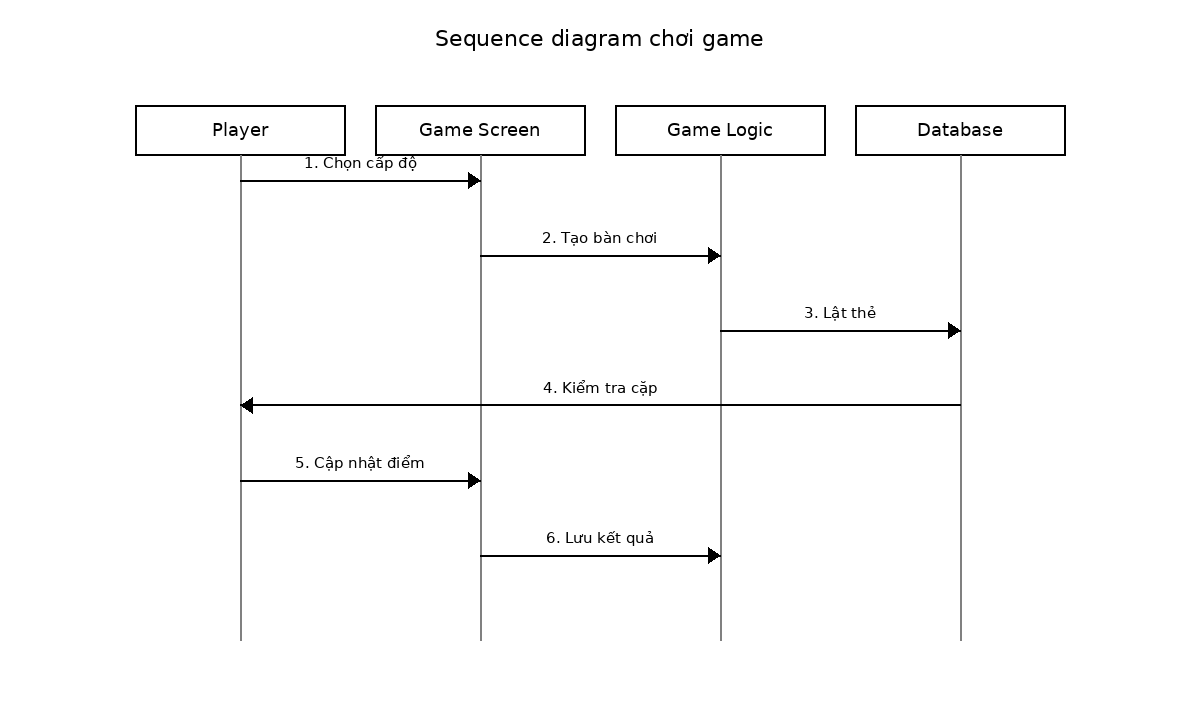 Sequence diagram chơi game
Player
Game Screen
Game Logic
Database
1. Chọn cấp độ
2. Tạo bàn chơi
3. Lật thẻ
4. Kiểm tra cặp
5. Cập nhật điểm
6. Lưu kết quả